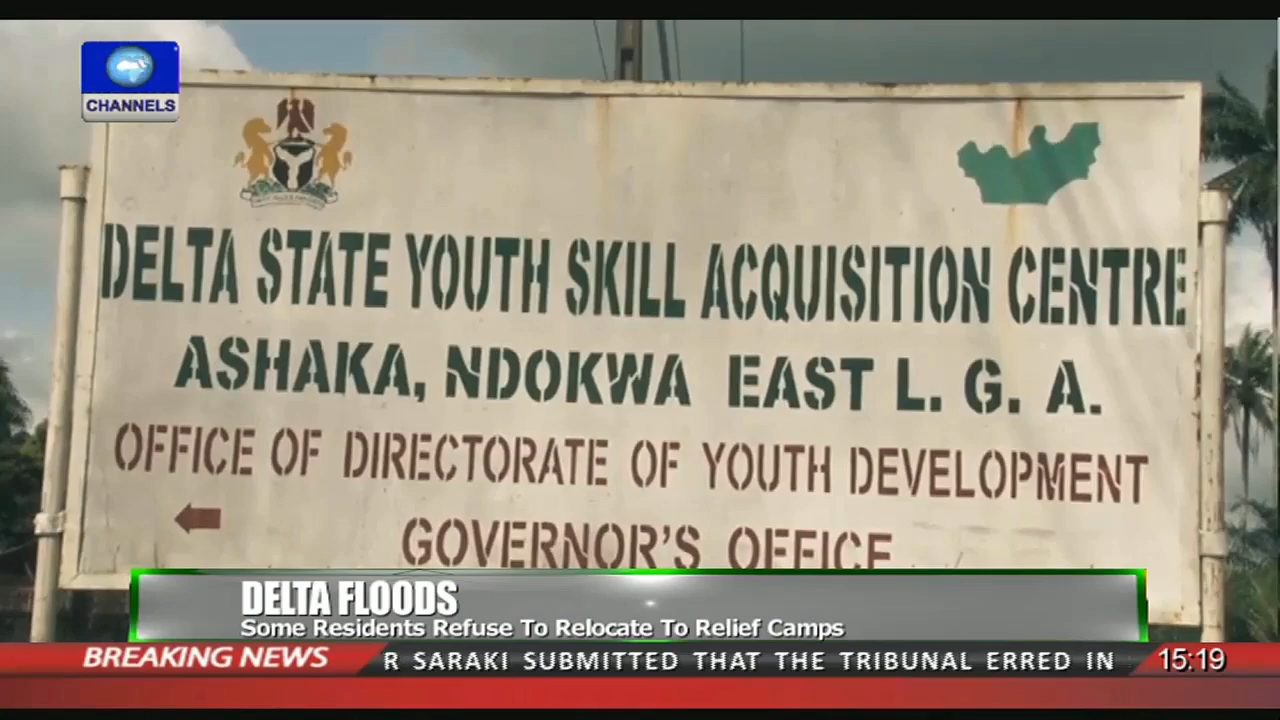 CHANNELS
DELTA STATE YOUTH SKILL ACQUISITION CENTRE
ASHAKA, NDOKWA EAST L. G. A.
OFFICE OF DIRECTORATE OF YOUTH DEVELOPMENT
GOVERNOR'S OFFICE
DELTA FLOODS
Some Residents Refuse To Relocate To Relief Camps
BREAKING NEWS
R SARAKI SUBMITTED THAT THE TRIBUNAL ERRED IN
15:19